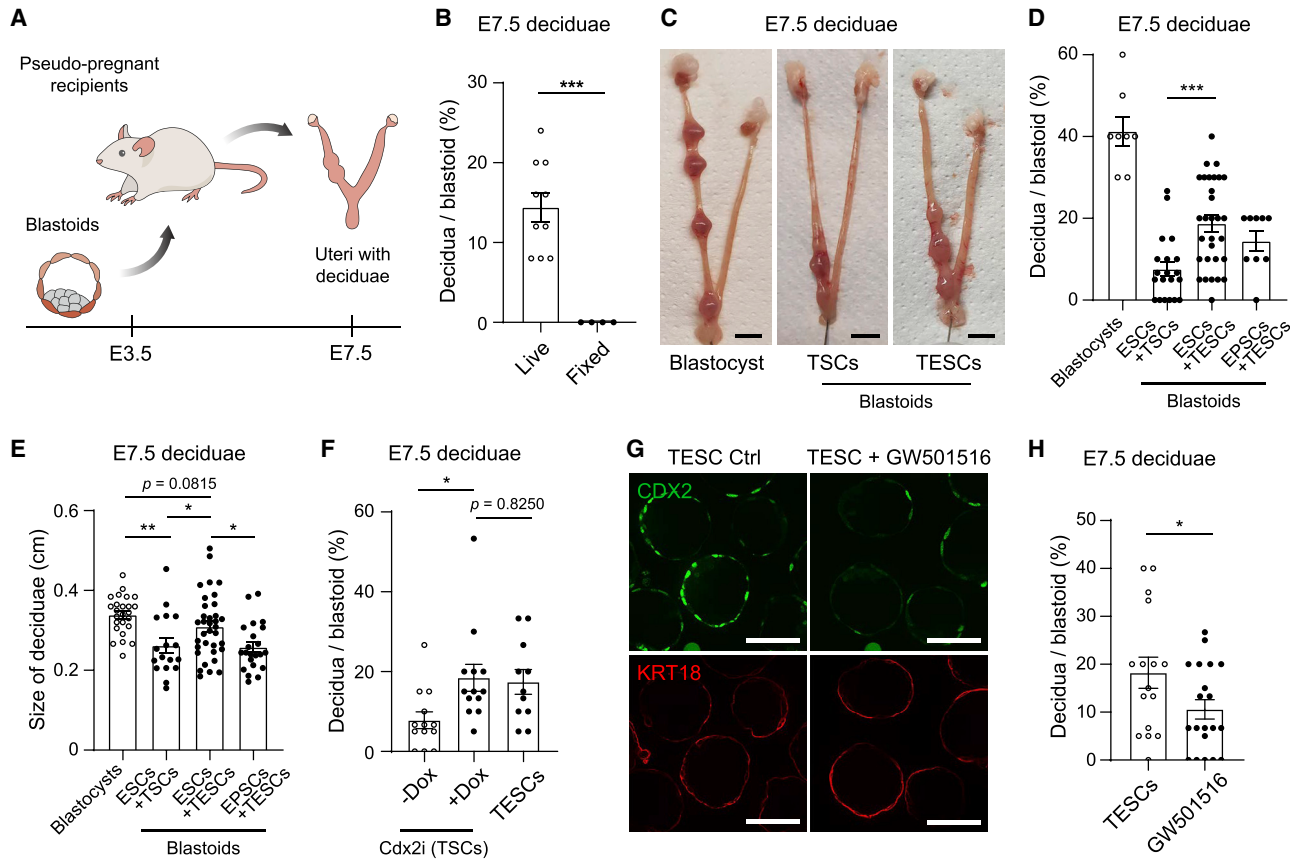 A
Pseudo-pregnant
recipients
Blastoids
Uteri with
deciduae
E3.5
E7.5
B
E7.5 deciduae
Decidua / blastoid (%)
30
20
10
0
***
Live
Fixed
C
E7.5 deciduae
Blastocyst
TSCs
TESCs
Blastoids
D
E7.5 deciduae
Decidua / blastoid (%)
60
40
20
0
***
Blastocysts
ESCs
+TSCs
ESCs
+TESCs
EPSCs
+TESCs
Blastoids
E
E7.5 deciduae
p = 0.0815
*
**
*
Size of deciduae (cm)
0.6
0.4
0.2
0
Blastocysts
ESCs
+TSCs
ESCs
+TESCs
EPSCs
+TESCs
Blastoids
F
E7.5 deciduae
*
p = 0.8250
Decidua / blastoid (%)
60
40
20
0
-Dox
+Dox
TESCs
Cdx2i (TSCs)
G
TESC Ctrl
TESC + GW501516
CDX2
KRT18
H
E7.5 deciduae
*
Decidua / blastoid (%)
50
40
30
20
10
0
TESCs
GW501516